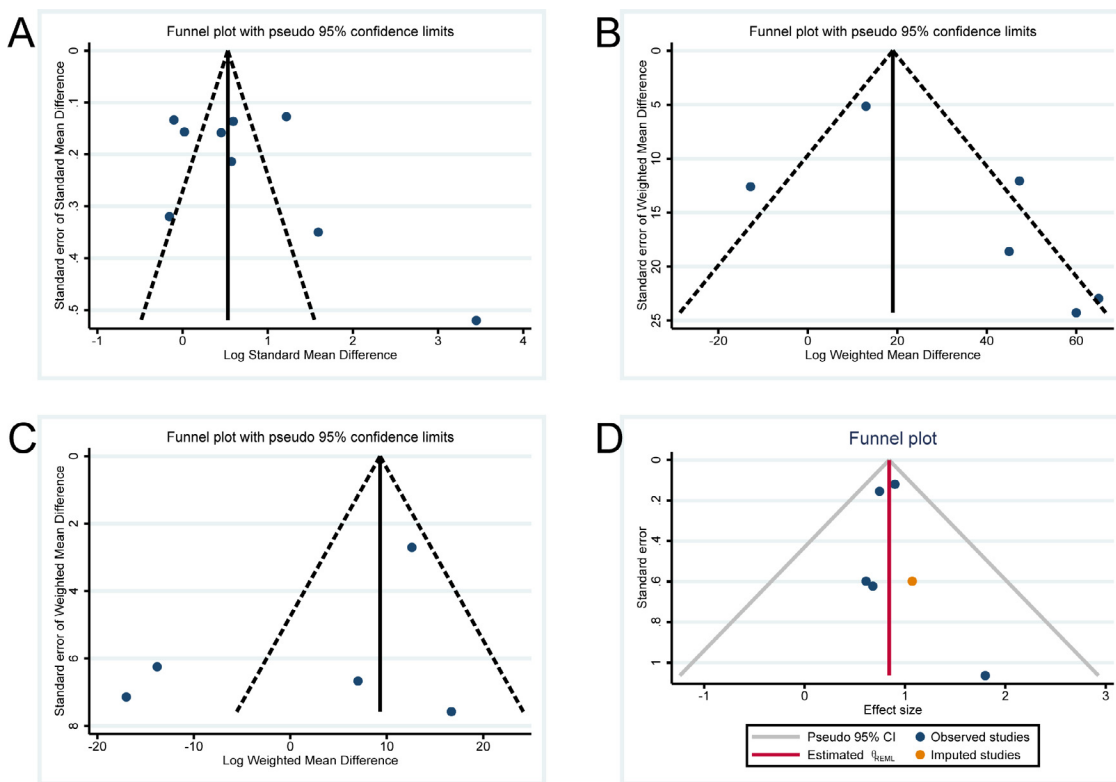 A
Funnel plot with pseudo 95% confidence limits
Standard error of Standard Mean Difference
0
.1
.2
.3
.4
.5
-1
0
1
2
3
4
Log Standard Mean Difference
B
Funnel plot with pseudo 95% confidence limits
Standard error of Weighted Mean Difference
0
5
10
15
20
25
-20
0
20
40
60
Log Weighted Mean Difference
C
Funnel plot with pseudo 95% confidence limits
Standard error of Weighted Mean Difference
0
2
4
6
8
-20
-10
0
10
20
Log Weighted Mean Difference
D
Funnel plot
Standard error
0
.2
.4
.6
.8
1
-1
0
1
2
3
Effect size
Pseudo 95% CI
Observed studies
Estimated θREML
Imputed studies